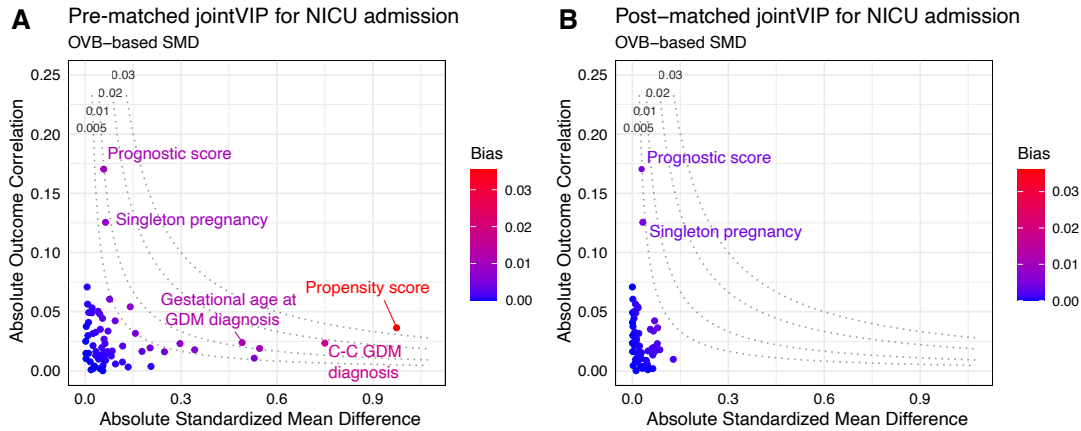 A
Pre-matched jointVIP for NICU admission
OVB−based SMD
Absolute Outcome Correlation
0.25
0.20
0.15
0.10
0.05
0.00
0.03
0.02
0.01
0.005
Prognostic score
Singleton pregnancy
Gestational age at
GDM diagnosis
Propensity score
C-C GDM
diagnosis
0.0
0.3
0.6
0.9
Absolute Standardized Mean Difference
Bias
0.03
0.02
0.01
0.00
B
Post−matched jointVIP for NICU admission
OVB−based SMD
Absolute Outcome Correlation
0.25
0.20
0.15
0.10
0.05
0.00
0.03
0.02
0.01
0.005
Prognostic score
Singleton pregnancy
0.0
0.3
0.6
0.9
Absolute Standardized Mean Difference
Bias
0.03
0.02
0.01
0.00